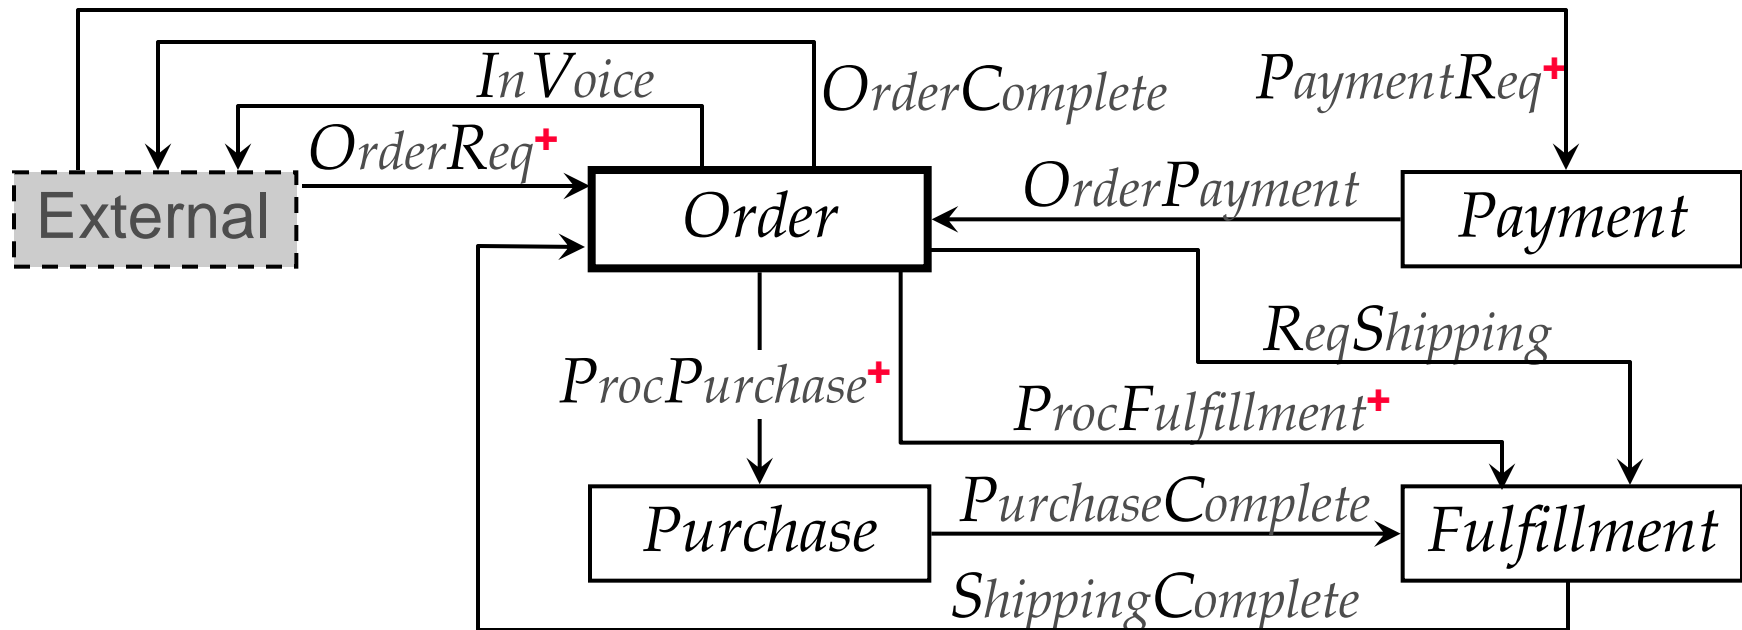 InVoice
OrderComplete
PaymentReq+
OrderReq+
External
Order
OrderPayment
Payment
ReqShipping
ProcPurchase+
ProcFulfillment+
Purchase
PurchaseComplete
Fulfillment
ShippingComplete